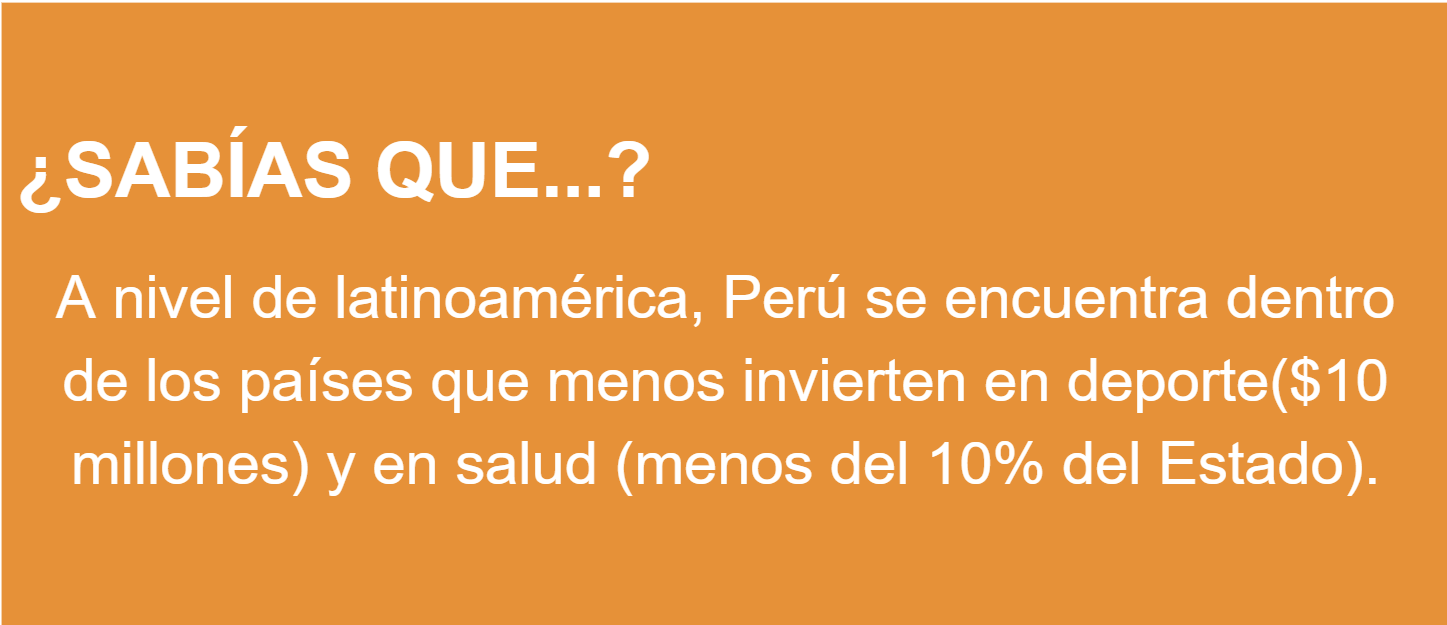 ¿SABÍAS QUE...?
A nivel de latinoamérica, Perú se encuentra dentro
de los países que menos invierten en deporte($10
millones) y en salud (menos del 10% del Estado).